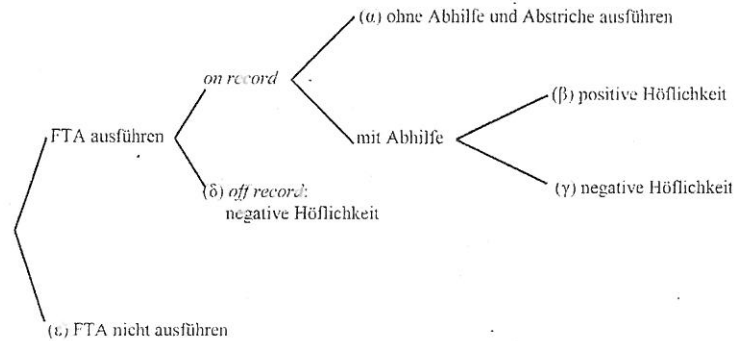 (α) ohne Abhilfe und Abstriche ausführen
on record
(β) positive Höflichkeit
FTA ausführen
mit Abhilfe
(γ) negative Höflichkeit
(δ) off record:
negative Höflichkeit
(ε) FTA nicht ausführen